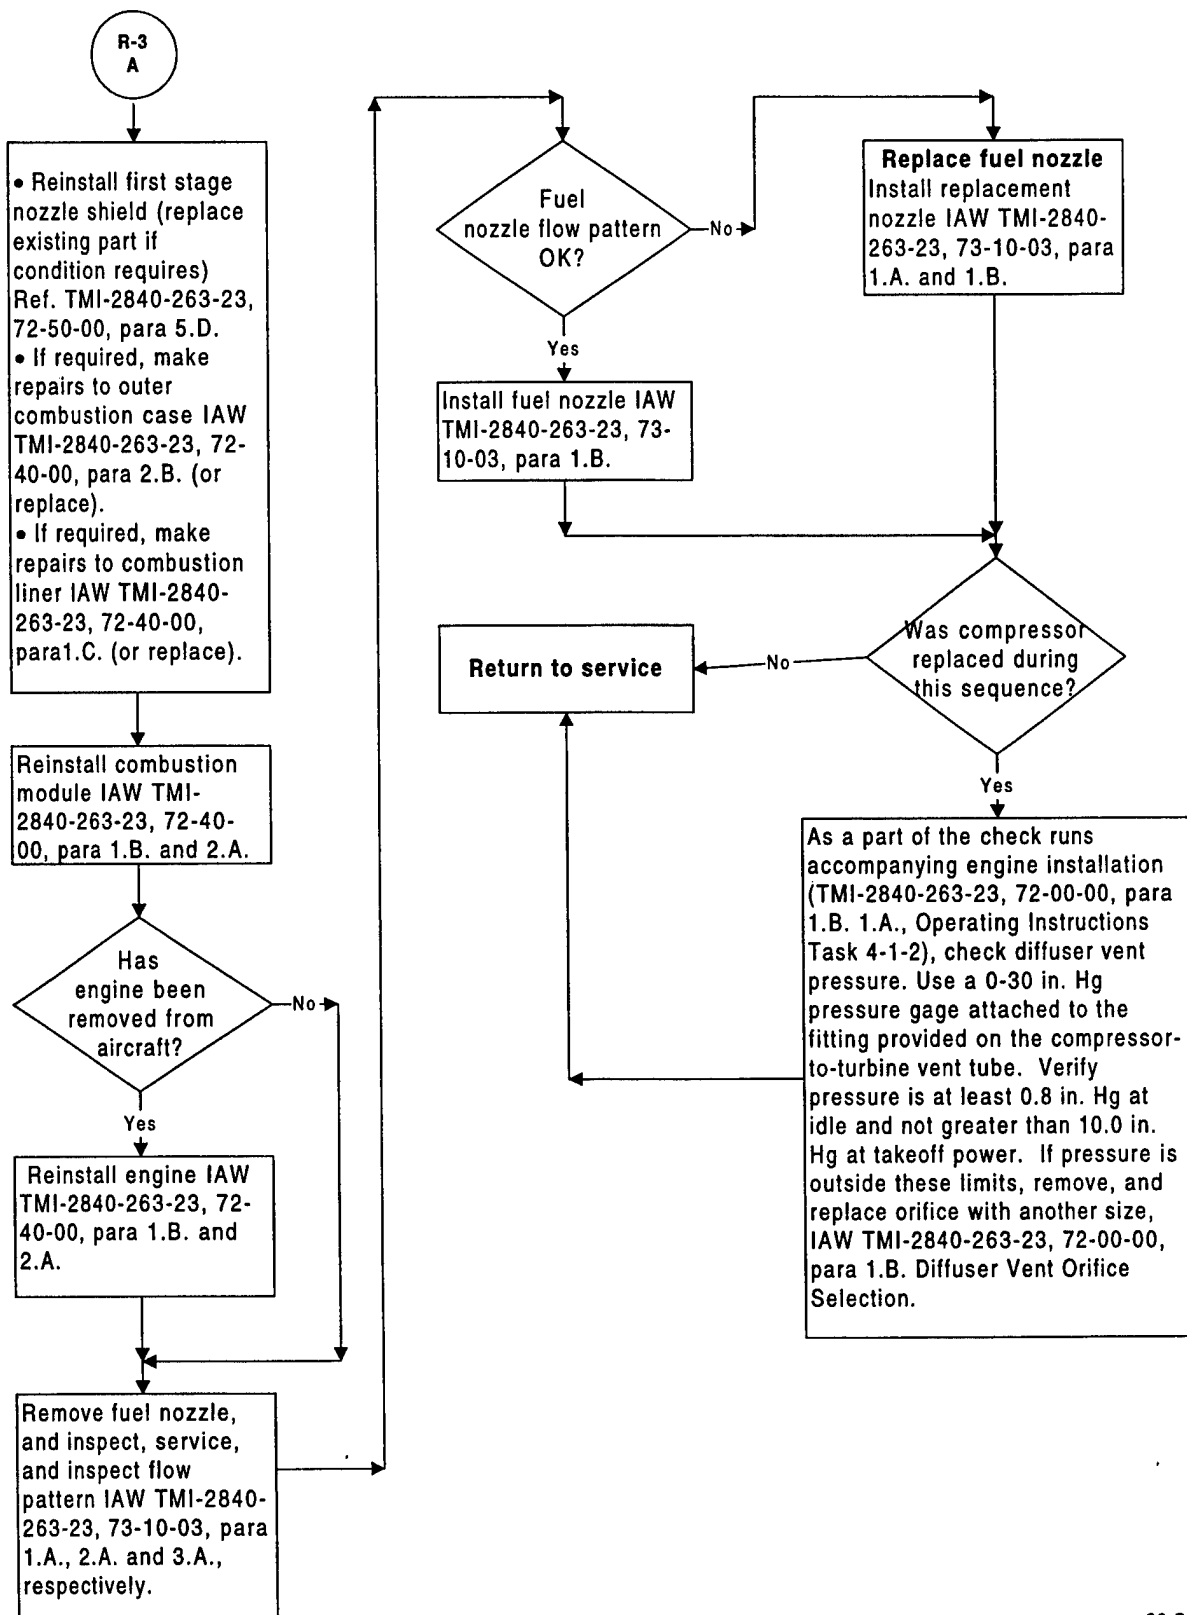 R-3
A
• Reinstall first stage
nozzle shield (replace
existing part if
condition requires)
Ref. TMI-2840-263-23,
72-50-00, para 5.D.
• If required, make
repairs to outer
combustion case IAW
TMI-2840-263-23, 72-
40-00, para 2.B. (or
replace).
• If required, make
repairs to combustion
liner IAW TMI-2840-
263-23, 72-40-00,
para1.C. (or replace).
Reinstall combustion
module IAW TMI-
2840-263-23, 72-40-
00, para 1.B. and 2.A.
Has
engine been
removed from
aircraft?
No
Yes
Reinstall engine IAW
TMI-2840-263-23, 72-
40-00, para 1.B. and
2.A.
Remove fuel nozzle,
and inspect, service,
and inspect flow
pattern IAW TMI-2840-
263-23, 73-10-03, para
1.A., 2.A. and 3.A.,
respectively.
Fuel
nozzle flow pattern
OK?
No
Yes
Replace fuel nozzle
Install replacement
nozzle IAW TMI-2840-
263-23, 73-10-03, para
1.A. and 1.B.
Install fuel nozzle IAW
TMI-2840-263-23, 73-
10-03, para 1.B.
Was compressor
replaced during
this sequence?
No
Return to service
Yes
As a part of the check runs
accompanying engine installation
(TMI-2840-263-23, 72-00-00, para
1.B. 1.A., Operating Instructions
Task 4-1-2), check diffuser vent
pressure. Use a 0-30 in. Hg
pressure gage attached to the
fitting provided on the compressor-
to-turbine vent tube. Verify
pressure is at least 0.8 in. Hg at
idle and not greater than 10.0 in.
Hg at takeoff power. If pressure is
outside these limits, remove, and
replace orifice with another size,
IAW TMI-2840-263-23, 72-00-00,
para 1.B. Diffuser Vent Orifice
Selection.